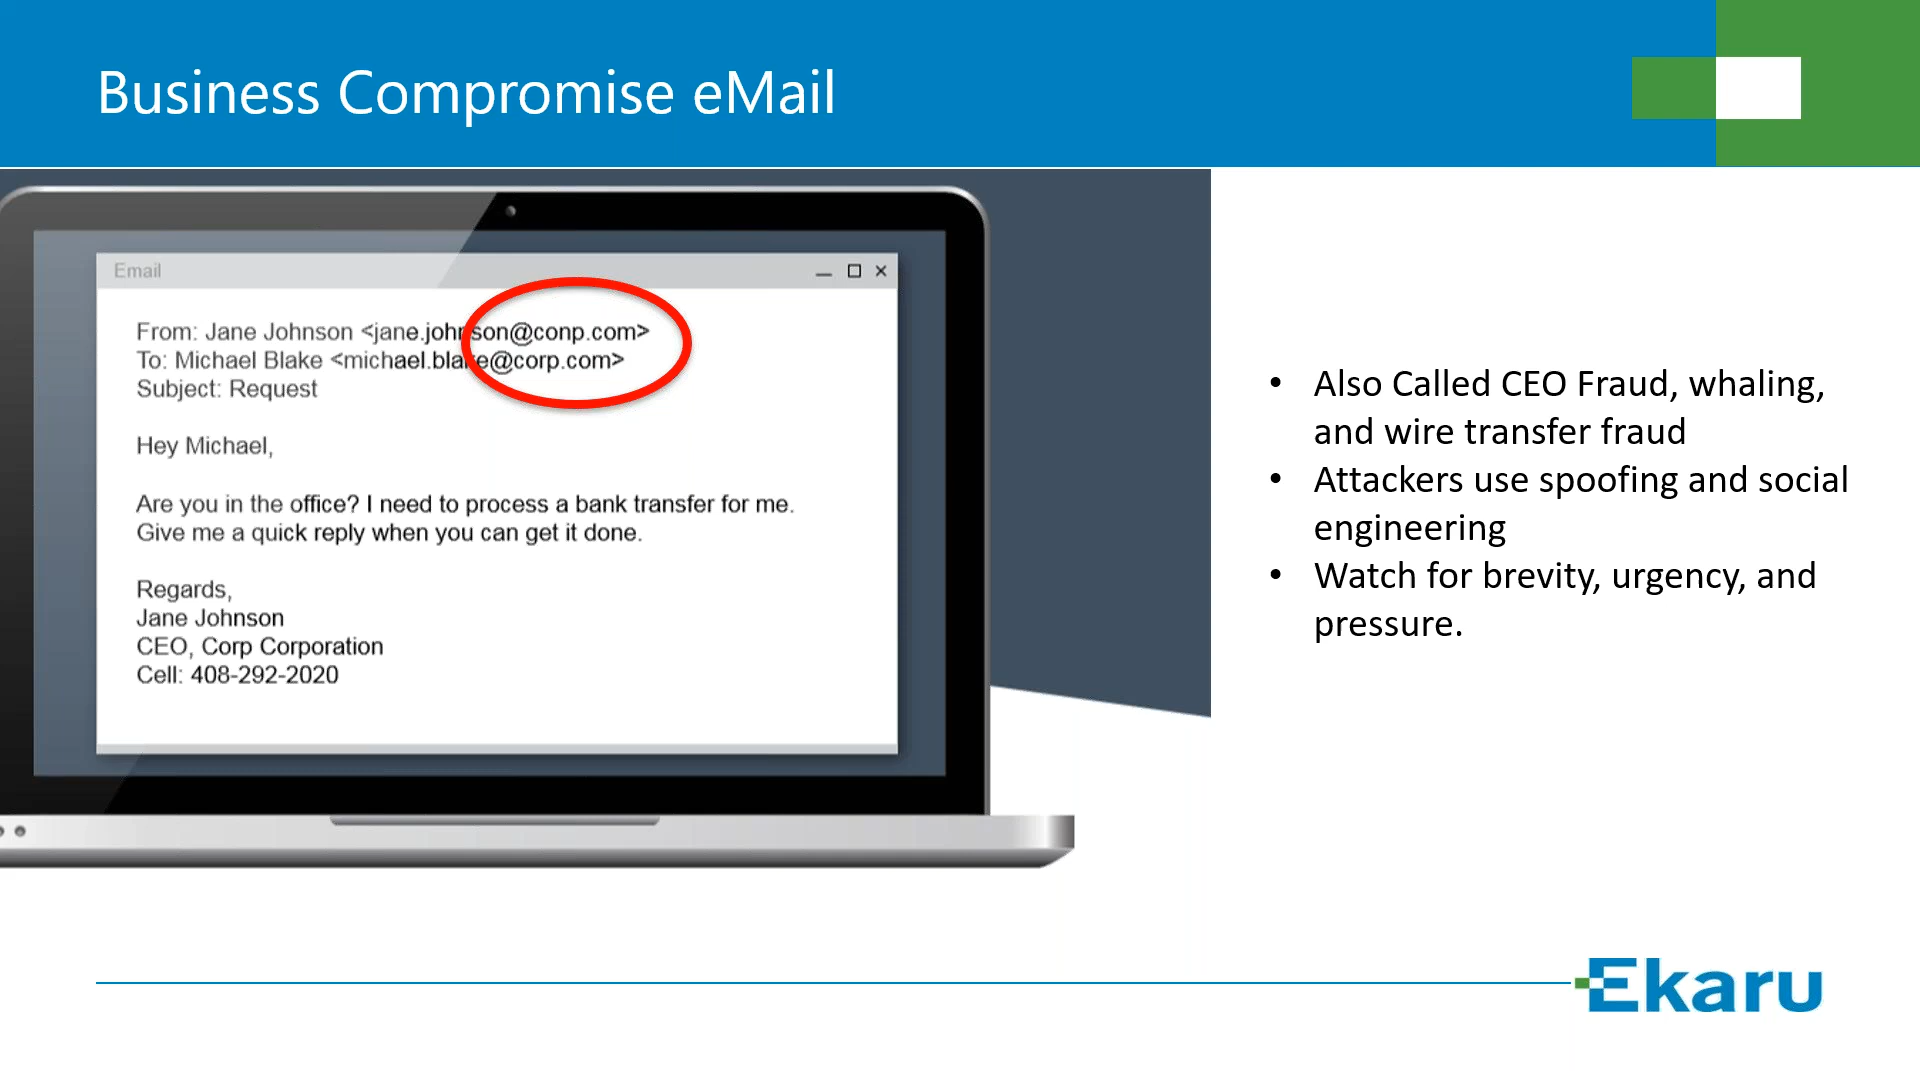 Business Compromise eMail
Email
From: Jane Johnson <jane.johnson@conp.com>
To: Michael Blake <michael.blake@corp.com>
Subject: Request
Hey Michael,
Are you in the office? I need to process a bank transfer for me.
Give me a quick reply when you can get it done.
Regards,
Jane Johnson
CEO, Corp Corporation
Cell: 408-292-2020
• Also Called CEO Fraud, whaling,
and wire transfer fraud
• Attackers use spoofing and social
engineering
• Watch for brevity, urgency, and
pressure.
Ekaru